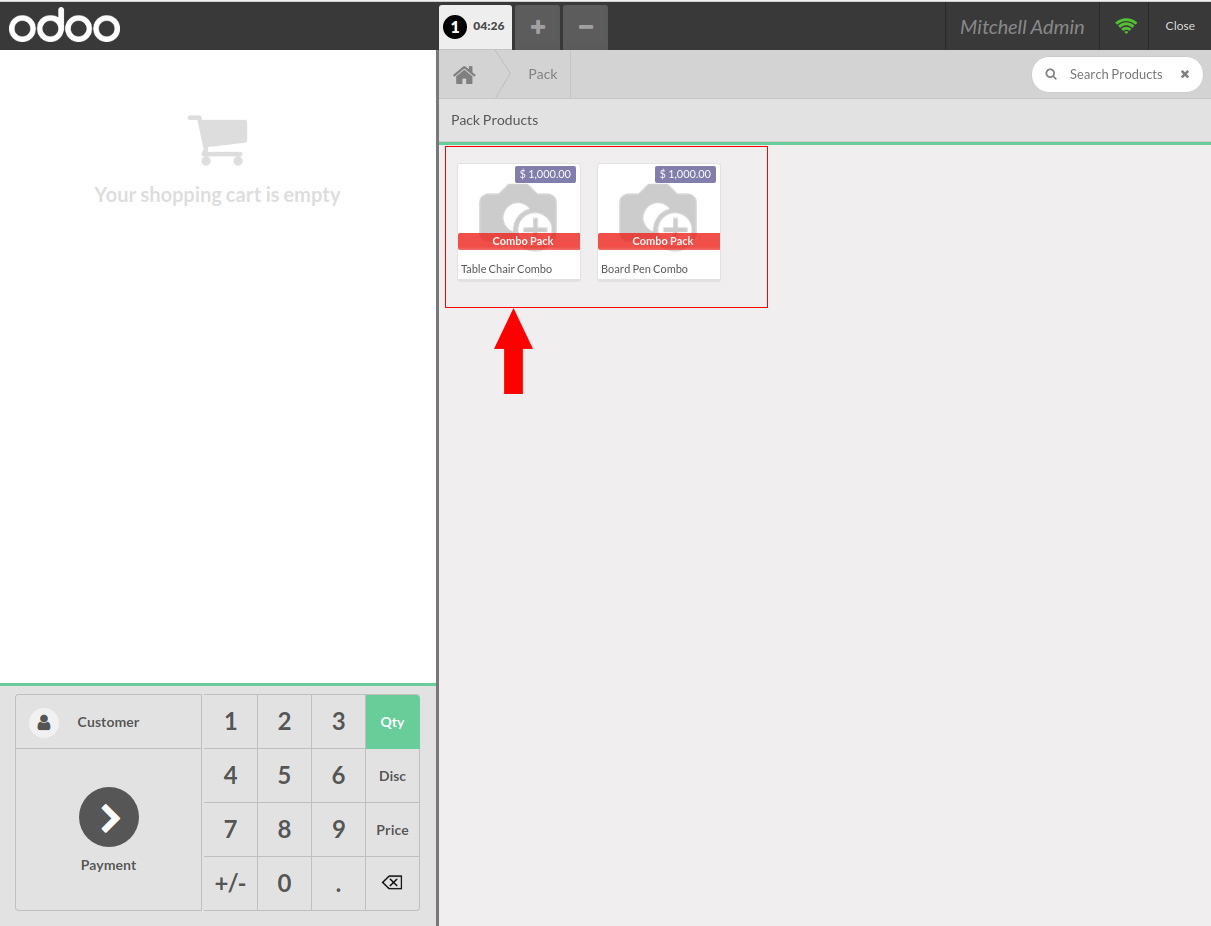 odoo
1 04:26
Mitchell Admin
Close
Pack
Search Products
Pack Products
Your shopping cart is empty
$ 1,000.00
Combo Pack
Table Chair Combo
$ 1,000.00
Combo Pack
Board Pen Combo
Customer
Payment
1 2 3 Qty
4 5 6 Disc
7 8 9 Price
+/- 0 .